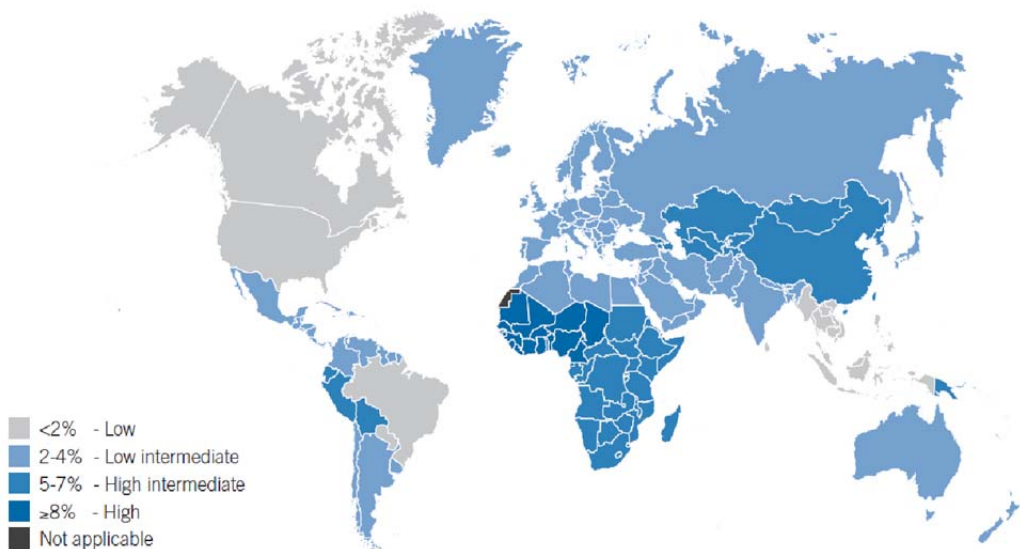 <2% - Low
2-4% - Low intermediate
5-7% - High intermediate
≥8% - High
Not applicable